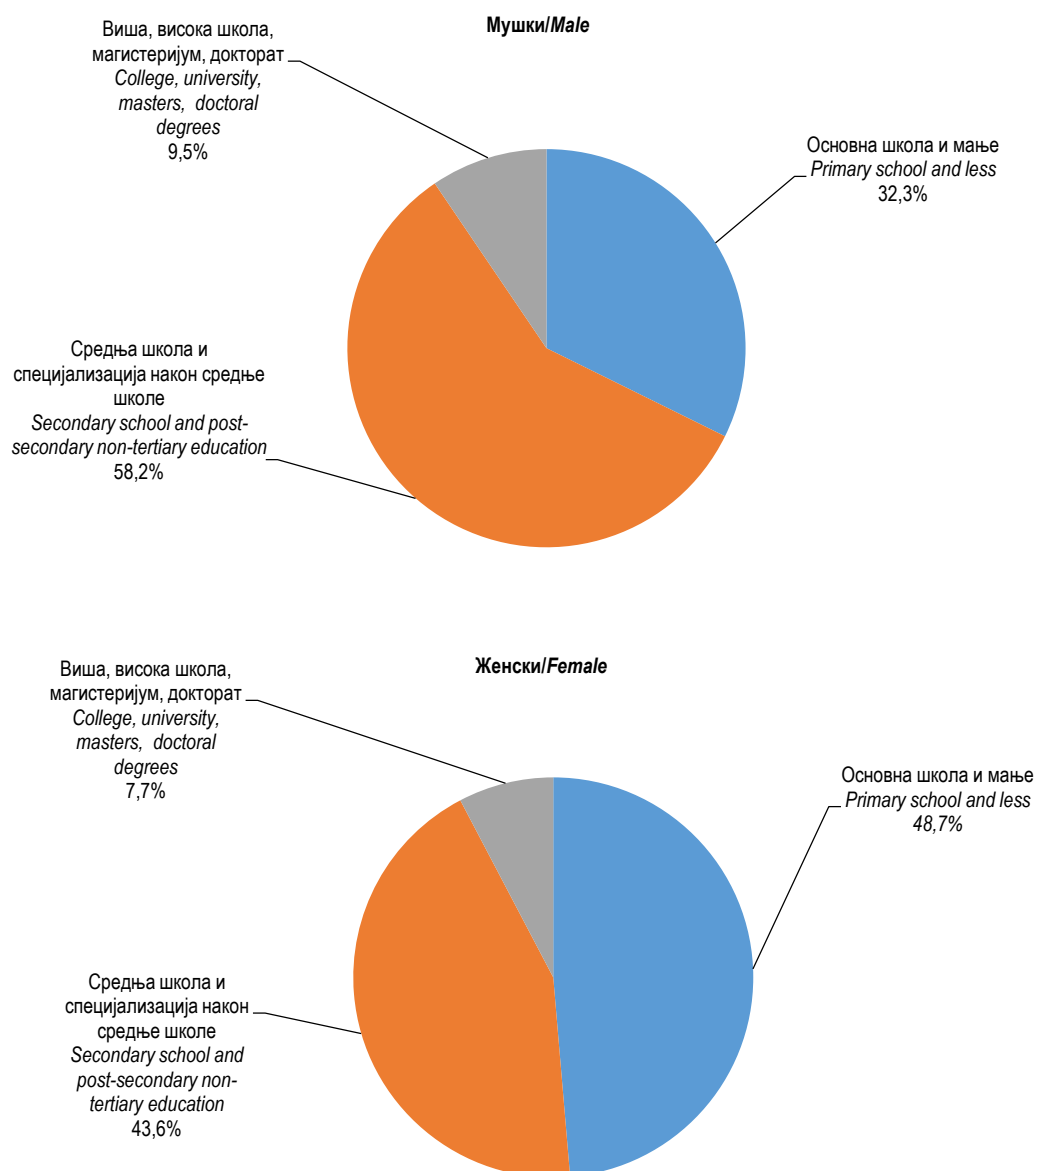 Мушки/Male
Виша, висока школа,
магистеријум, докторат
College, university,
masters, doctoral
degrees
9,5%
Основна школа и мање
Primary school and less
32,3%
Средња школа и
специјализација након средње
школе
Secondary school and post-
secondary non-tertiary education
58,2%
Женски/Female
Виша, висока школа,
магистеријум, докторат
College, university,
masters, doctoral
degrees
7,7%
Основна школа и мање
Primary school and less
48,7%
Средња школа и
специјализација након
средње школе
Secondary school and
post-secondary non-
tertiary education
43,6%